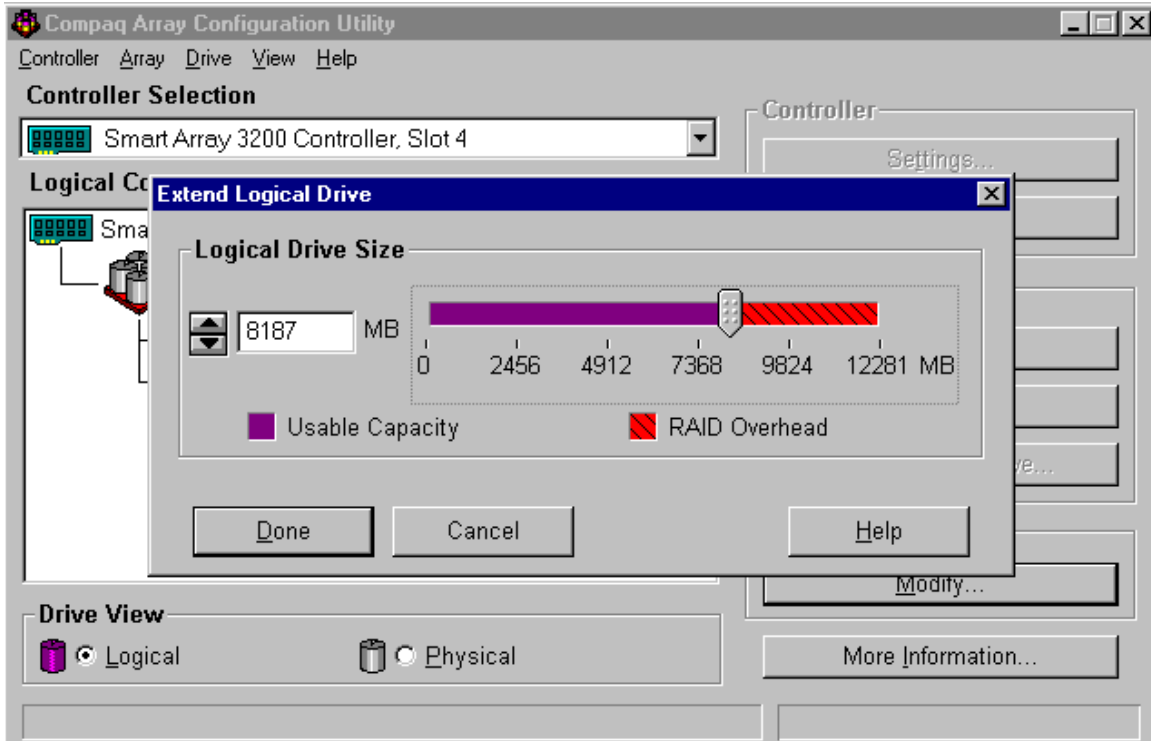 Compaq Array Configuration Utility
Controller Array Drive View Help
Controller Selection
Smart Array 3200 Controller, Slot 4
Controller
Settings...
Logical Co
Sma
Extend Logical Drive
Logical Drive Size
8187 MB
0 2456 4912 7368 9824 12281 MB
Usable Capacity RAID Overhead
ve...
Done Cancel Help
Modify...
Drive View
Logical Physical
More Information...